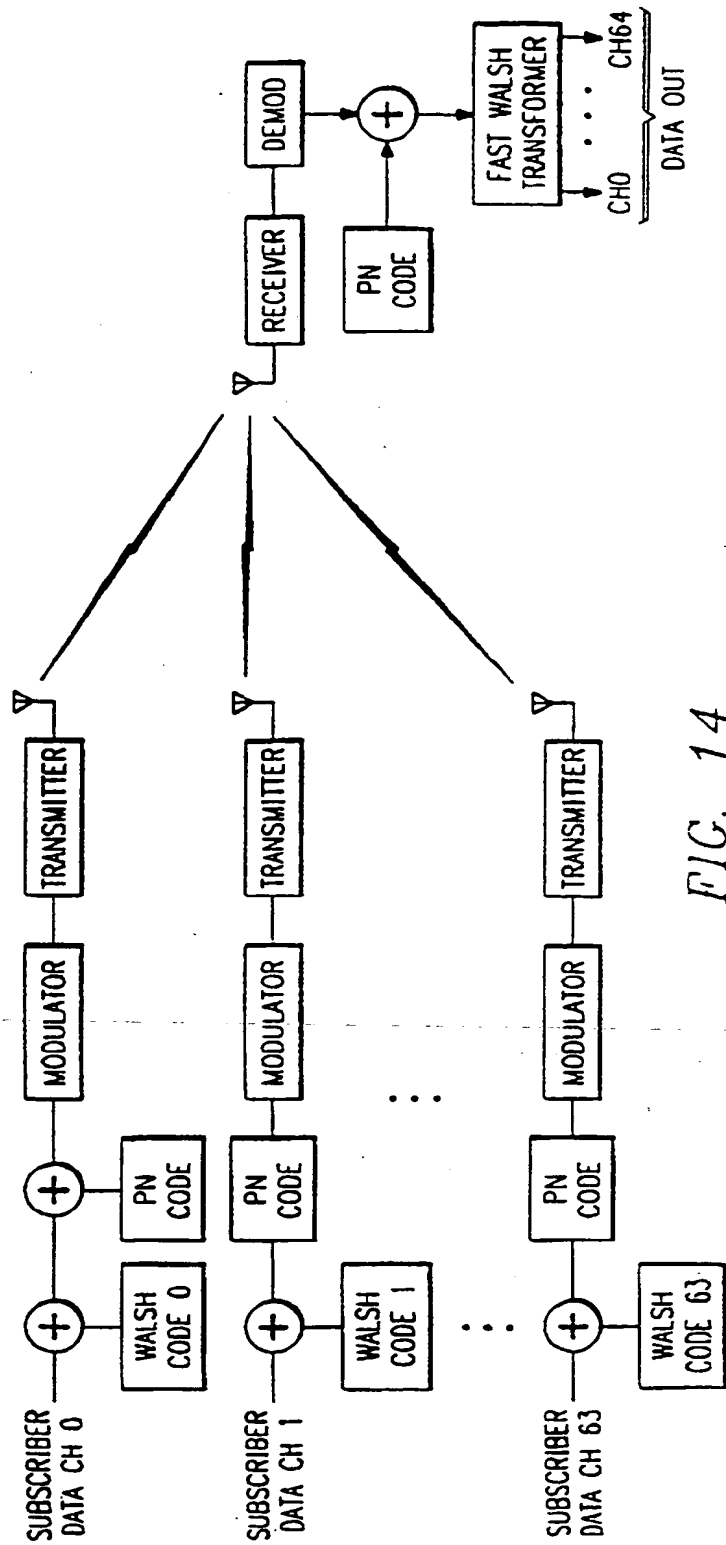 SUBSCRIBER
DATA CH 0
WALSH
CODE 0
PN
CODE
MODULATOR
TRANSMITTER
SUBSCRIBER
DATA CH 1
WALSH
CODE 1
PN
CODE
MODULATOR
TRANSMITTER
SUBSCRIBER
DATA CH 63
WALSH
CODE 63
PN
CODE
MODULATOR
TRANSMITTER
RECEIVER
DEMOD
PN
CODE
FAST WALSH
TRANSFORMER
CH0
CH64
DATA OUT
FIG. 14